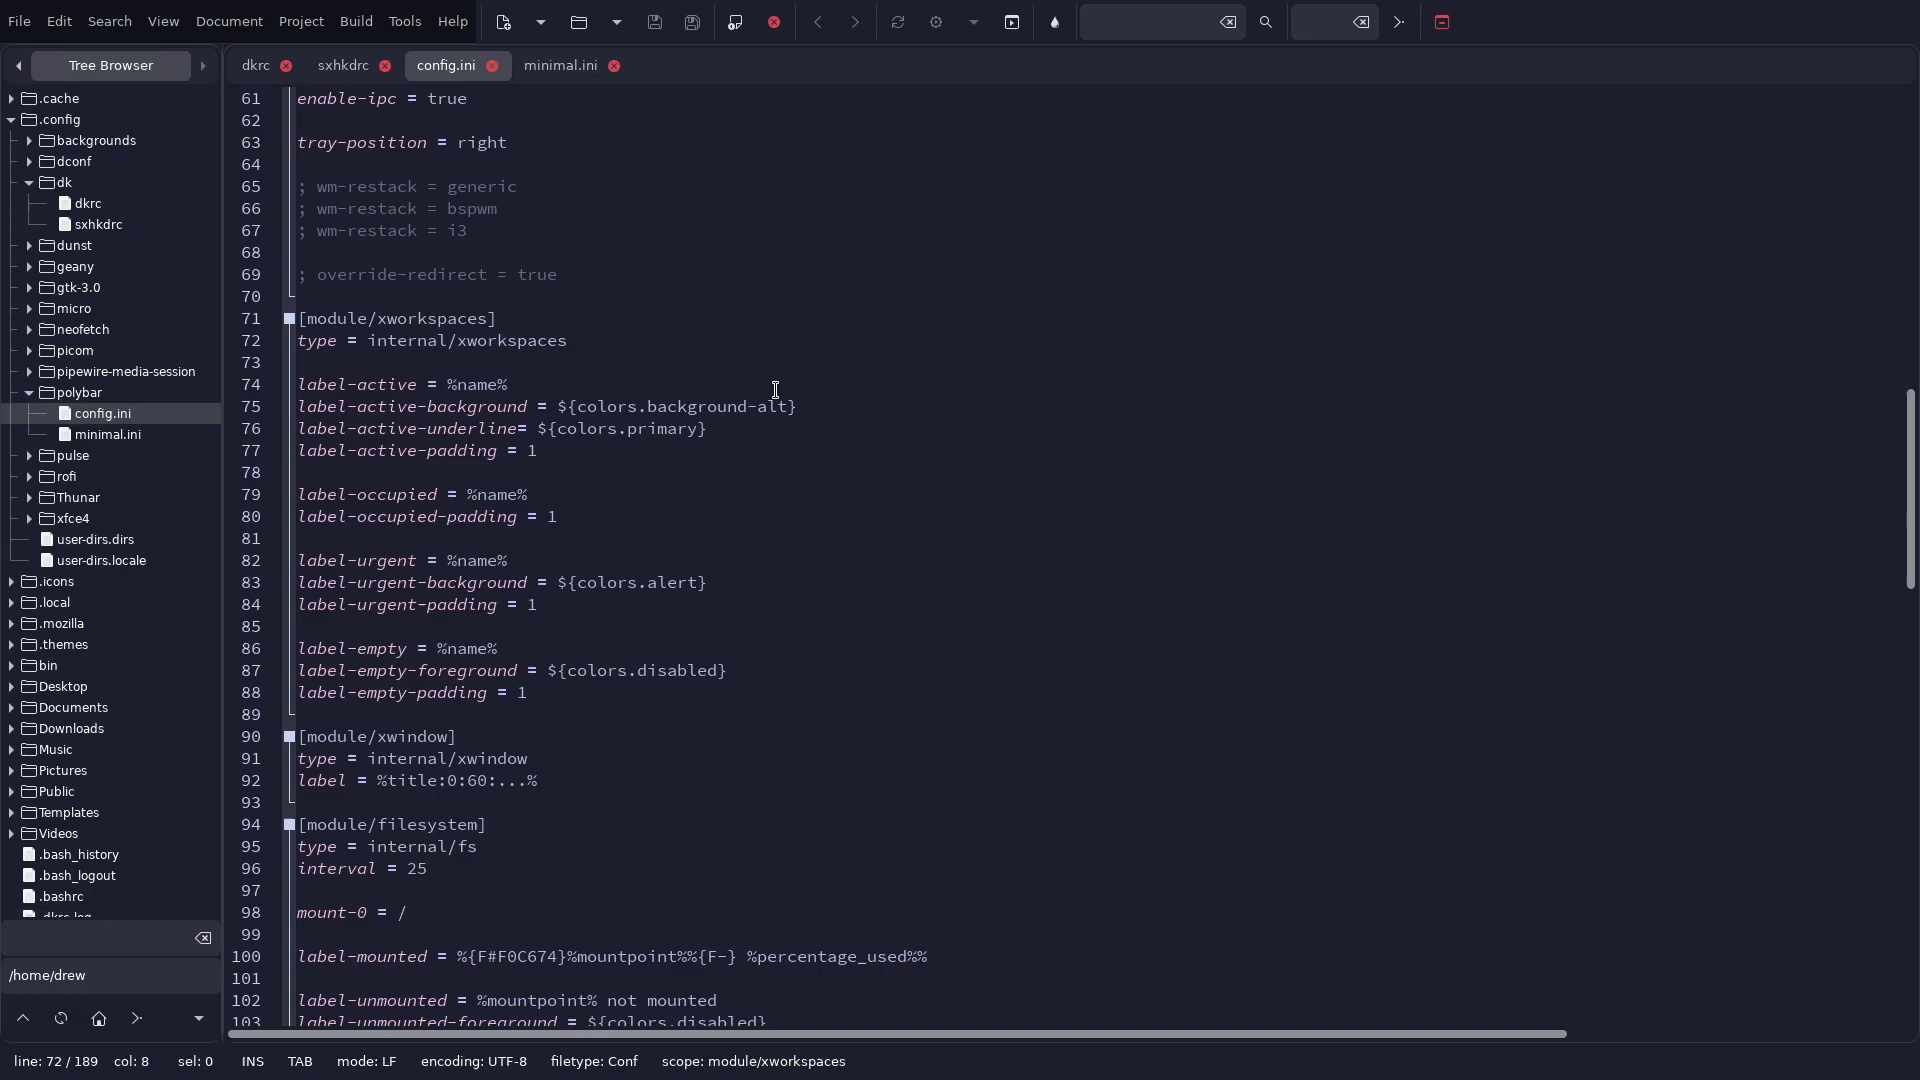 File Edit Search View Document Project Build Tools Help
Tree Browser
dkrc
sxhkdrc
config.ini
minimal.ini
.cache
.config
backgrounds
dconf
dk
dkrc
sxhkdrc
dunst
geany
gtk-3.0
micro
neofetch
picom
pipewire-media-session
polybar
config.ini
minimal.ini
pulse
rofi
Thunar
xfce4
user-dirs.dirs
user-dirs.locale
.icons
.local
.mozilla
.themes
bin
Desktop
Documents
Downloads
Music
Pictures
Public
Templates
Videos
.bash_history
.bash_logout
.bashrc
.dkrc.log
/home/drew
61 enable-ipc = true
62
63 tray-position = right
64
65 ; wm-restack = generic
66 ; wm-restack = bspwm
67 ; wm-restack = i3
68
69 ; override-redirect = true
70
71 [module/xworkspaces]
72 type = internal/xworkspaces
73
74 label-active = %name%
75 label-active-background = ${colors.background-alt}
76 label-active-underline= ${colors.primary}
77 label-active-padding = 1
78
79 label-occupied = %name%
80 label-occupied-padding = 1
81
82 label-urgent = %name%
83 label-urgent-background = ${colors.alert}
84 label-urgent-padding = 1
85
86 label-empty = %name%
87 label-empty-foreground = ${colors.disabled}
88 label-empty-padding = 1
89
90 [module/xwindow]
91 type = internal/xwindow
92 label = %title:0:60:...%
93
94 [module/filesystem]
95 type = internal/fs
96 interval = 25
97
98 mount-0 = /
99
100 label-mounted = %{F#F0C674}%mountpoint%%{F-} %percentage_used%%
101
102 label-unmounted = %mountpoint% not mounted
103 label-unmounted-foreground = ${colors.disabled}
line: 72 / 189 col: 8 sel: 0 INS TAB mode: LF encoding: UTF-8 filetype: Conf scope: module/xworkspaces